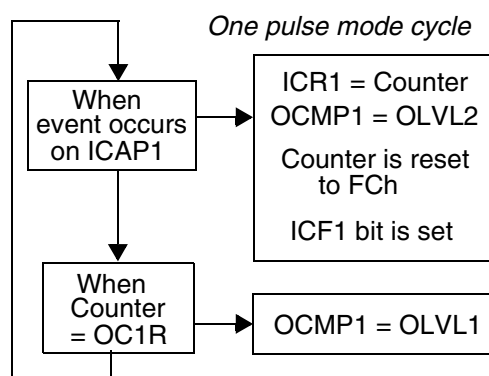 One pulse mode cycle
When
event occurs
on ICAP1
ICR1 = Counter
OCMP1 = OLVL2
Counter is reset
to FCh
ICF1 bit is set
When
Counter
= OC1R
OCMP1 = OLVL1